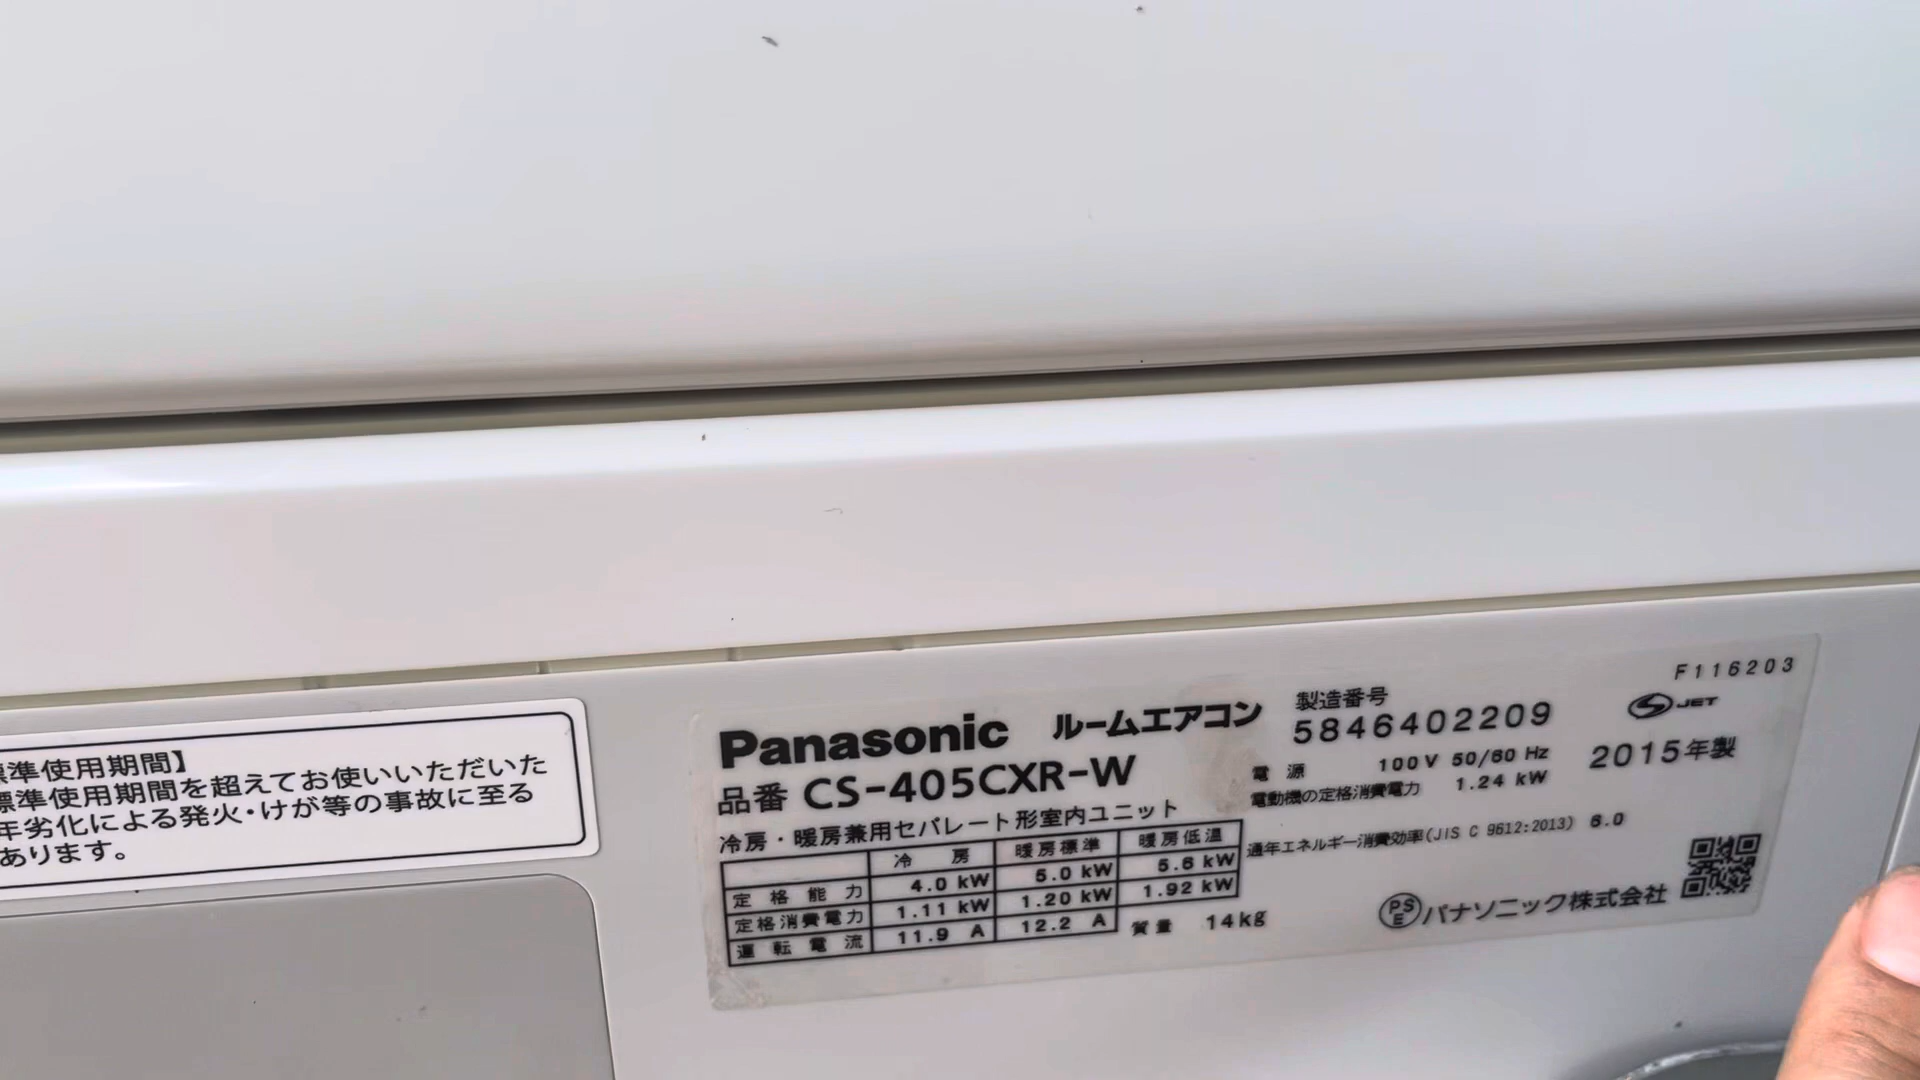 準使用期間】
標準使用期間を超えてお使いいただいた
年劣化による発火・けが等の事故に至る
あります。
F116203
Panasonic ルームエアコン
製造番号
5846402209
JET
品番 CS-405CXR-W
電源 100V 50/60 Hz
2015年製
電動機の定格消費電力 1.24 kW
冷房・暖房兼用セパレート形室内ユニット
通年エネルギー消費効率(JIS C 9612:2013) 6.0
冷房 暖房標準 暖房低温
定格能力 4.0 kW 5.0 kW 5.6 kW
定格消費電力 1.11 kW 1.20 kW 1.92 kW
運転電流 11.9 A 12.2 A
質量 14kg
PSE パナソニック株式会社